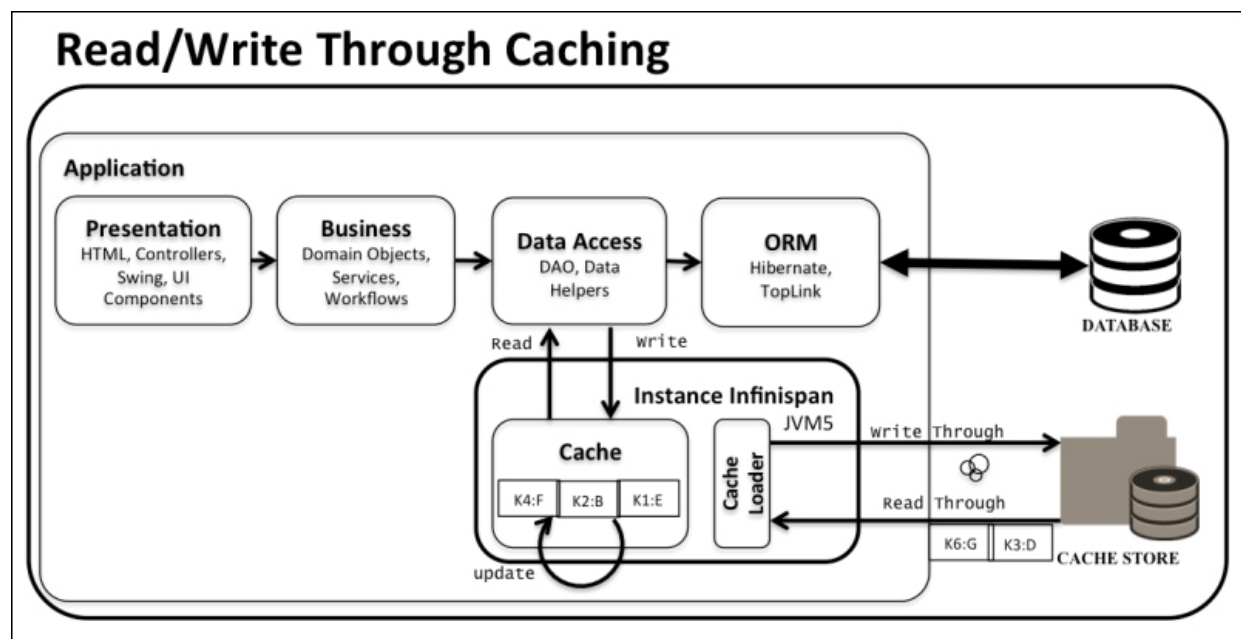 Read/Write Through Caching
Application
Presentation
HTML, Controllers,
Swing, UI
Components
Business
Domain Objects,
Services,
Workflows
Data Access
DAO, Data
Helpers
ORM
Hibernate,
TopLink
DATABASE
Read
Write
Instance Infinispan
JVM5
Cache
K4:F
K2:B
K1:E
update
Cache
Loader
Write Through
Read Through
K6:G
K3:D
CACHE STORE